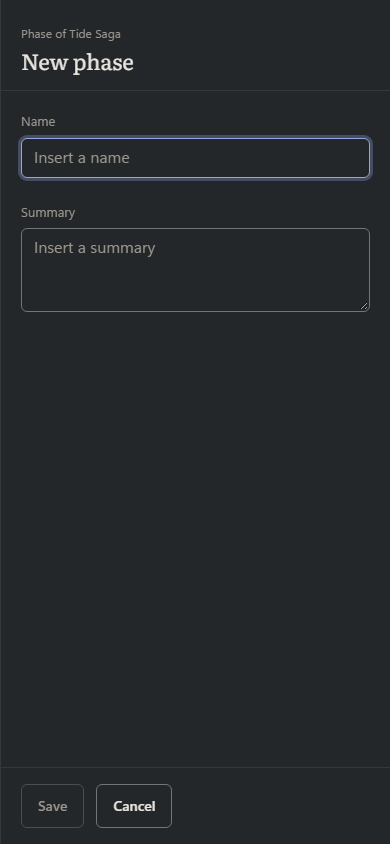 Phase of Tide Saga
New phase
Name
Insert a name
Summary
Insert a summary
Save
Cancel